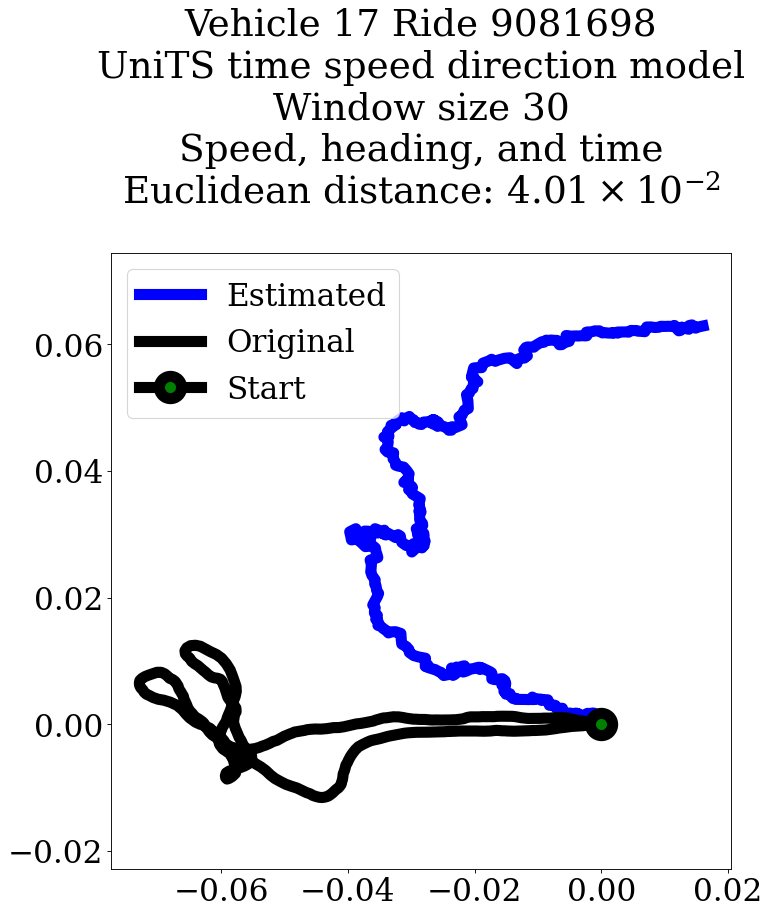 Vehicle 17 Ride 9081698
UniTS time speed direction model
Window size 30
Speed, heading, and time
Euclidean distance: 4.01 × 10⁻²
Estimated
Original
Start
0.06
0.04
0.02
0.00
−0.02
−0.06 −0.04 −0.02 0.00 0.02